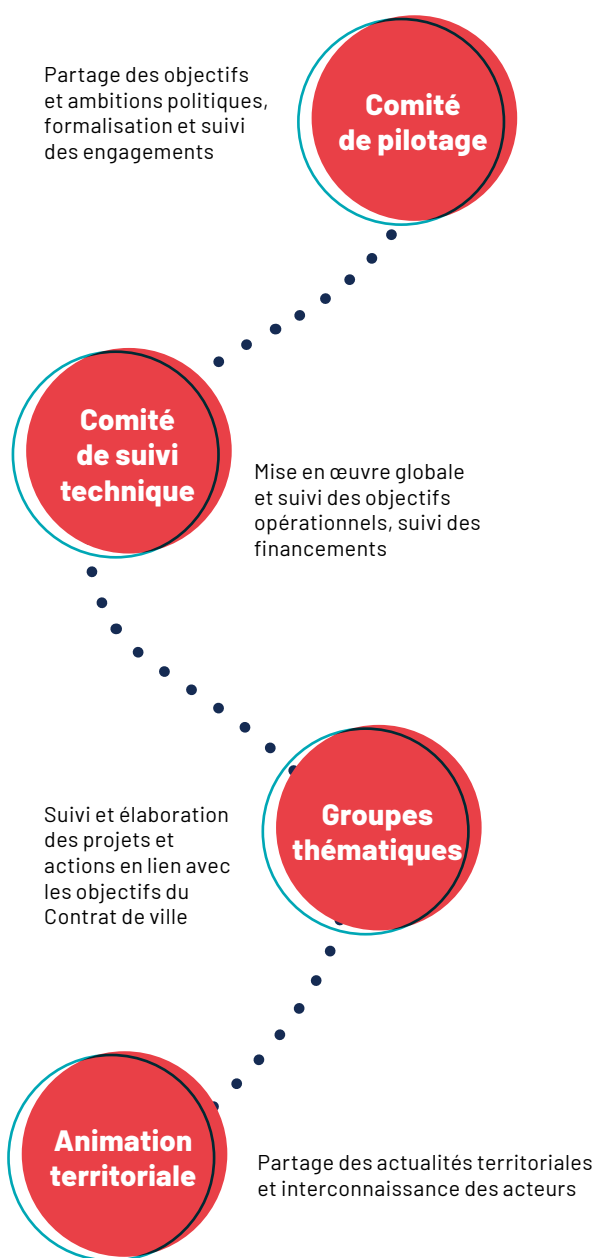 Partage des objectifs
et ambitions politiques,
formalisation et suivi
des engagements
Comité
de pilotage
Comité
de suivi
technique
Mise en œuvre globale
et suivi des objectifs
opérationnels, suivi des
financements
Suivi et élaboration
des projets et
actions en lien avec
les objectifs du
Contrat de ville
Groupes
thématiques
Animation
territoriale
Partage des actualités territoriales
et interconnaissance des acteurs